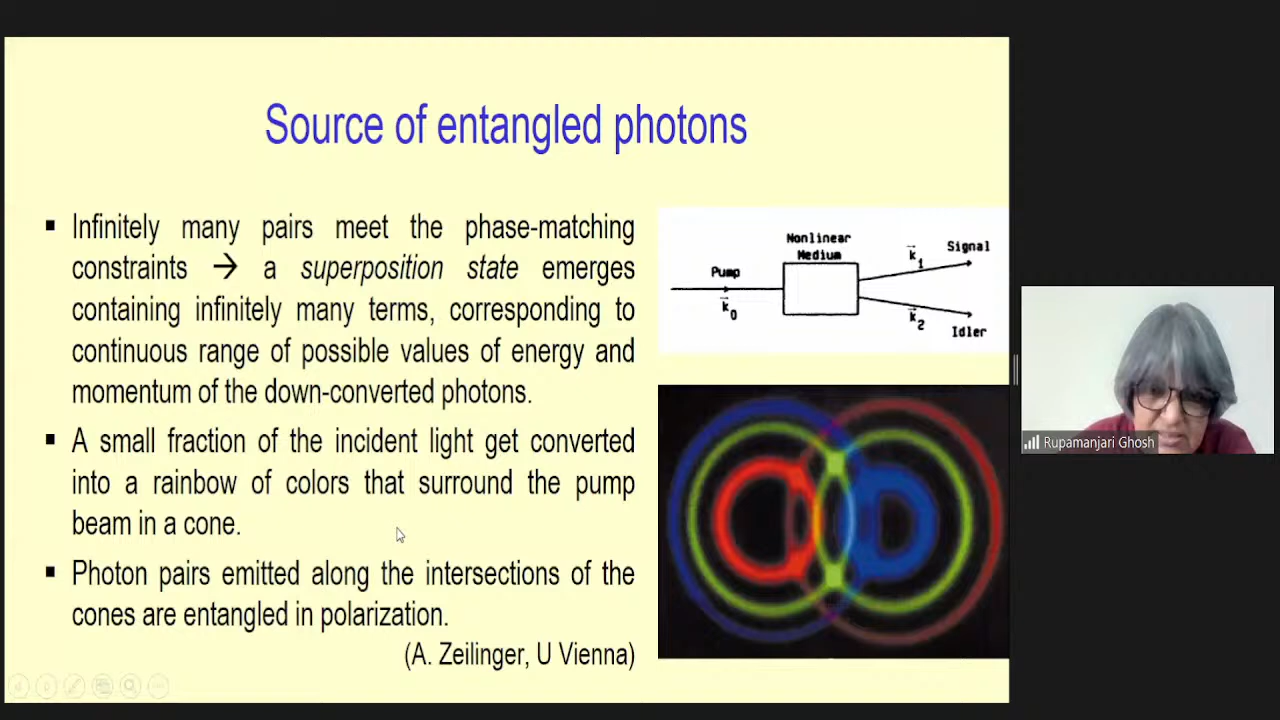 Source of entangled photons
▪ Infinitely many pairs meet the phase-matching
constraints → a superposition state emerges
containing infinitely many terms, corresponding to
continuous range of possible values of energy and
momentum of the down-converted photons.
▪ A small fraction of the incident light get converted
into a rainbow of colors that surround the pump
beam in a cone.
▪ Photon pairs emitted along the intersections of the
cones are entangled in polarization.
(A. Zeilinger, U Vienna)
Nonlinear
Medium
Pump
k⃗₀
k⃗₁
Signal
k⃗₂
Idler
Rupamanjari Ghosh